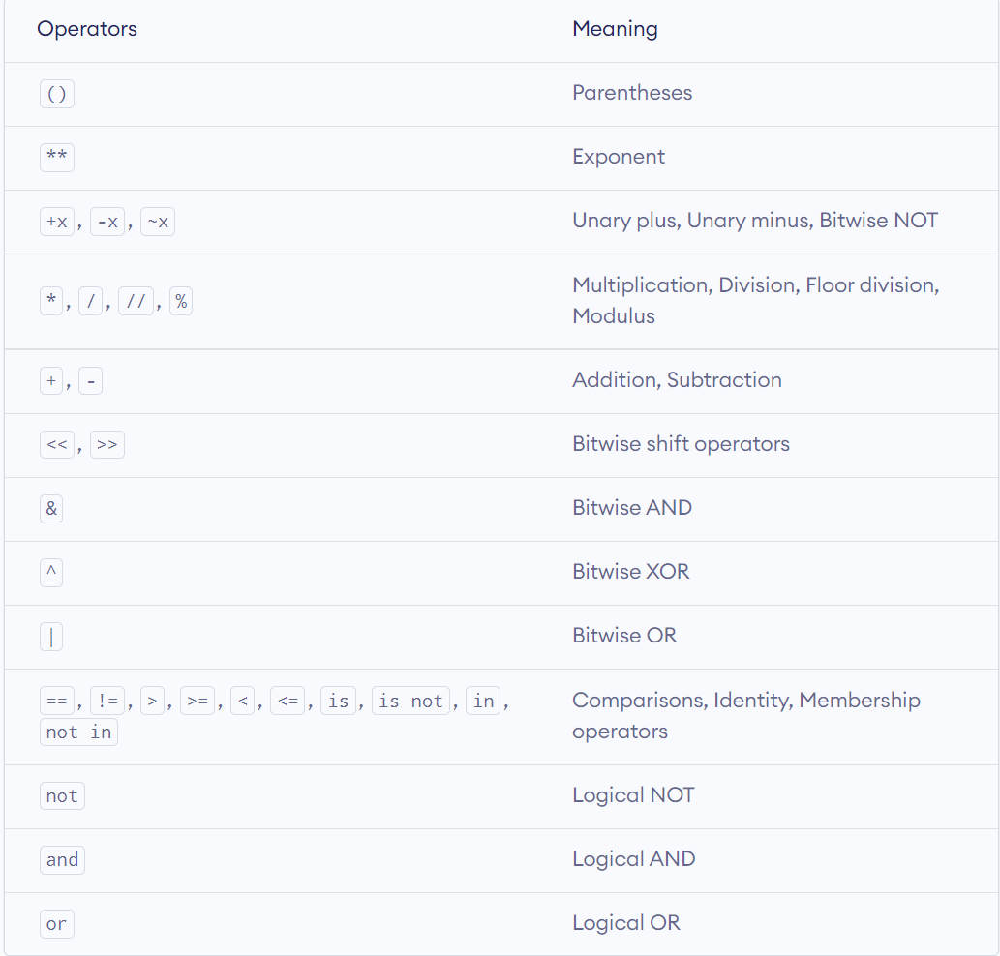 Operators Meaning
() Parentheses
** Exponent
+x, -x, ~x Unary plus, Unary minus, Bitwise NOT
*, /, //, % Multiplication, Division, Floor division,
Modulus
+, - Addition, Subtraction
<<, >> Bitwise shift operators
& Bitwise AND
^ Bitwise XOR
| Bitwise OR
==, !=, >, >=, <, <=, is, is not, in, Comparisons, Identity, Membership
not in operators
not Logical NOT
and Logical AND
or Logical OR